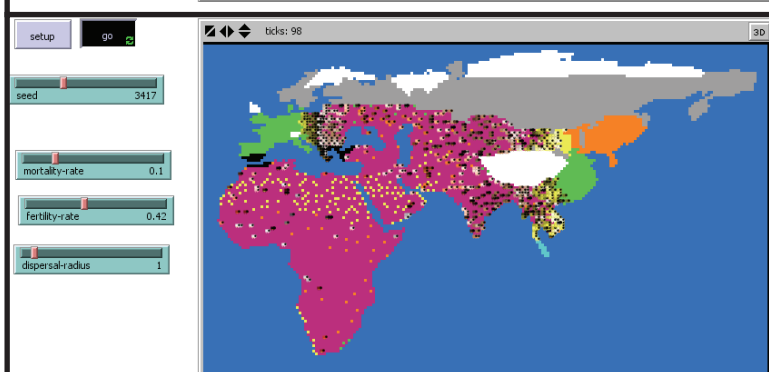 setup
go
ticks: 98
3D
seed 3417
mortality-rate 0.1
fertility-rate 0.42
dispersal-radius 1